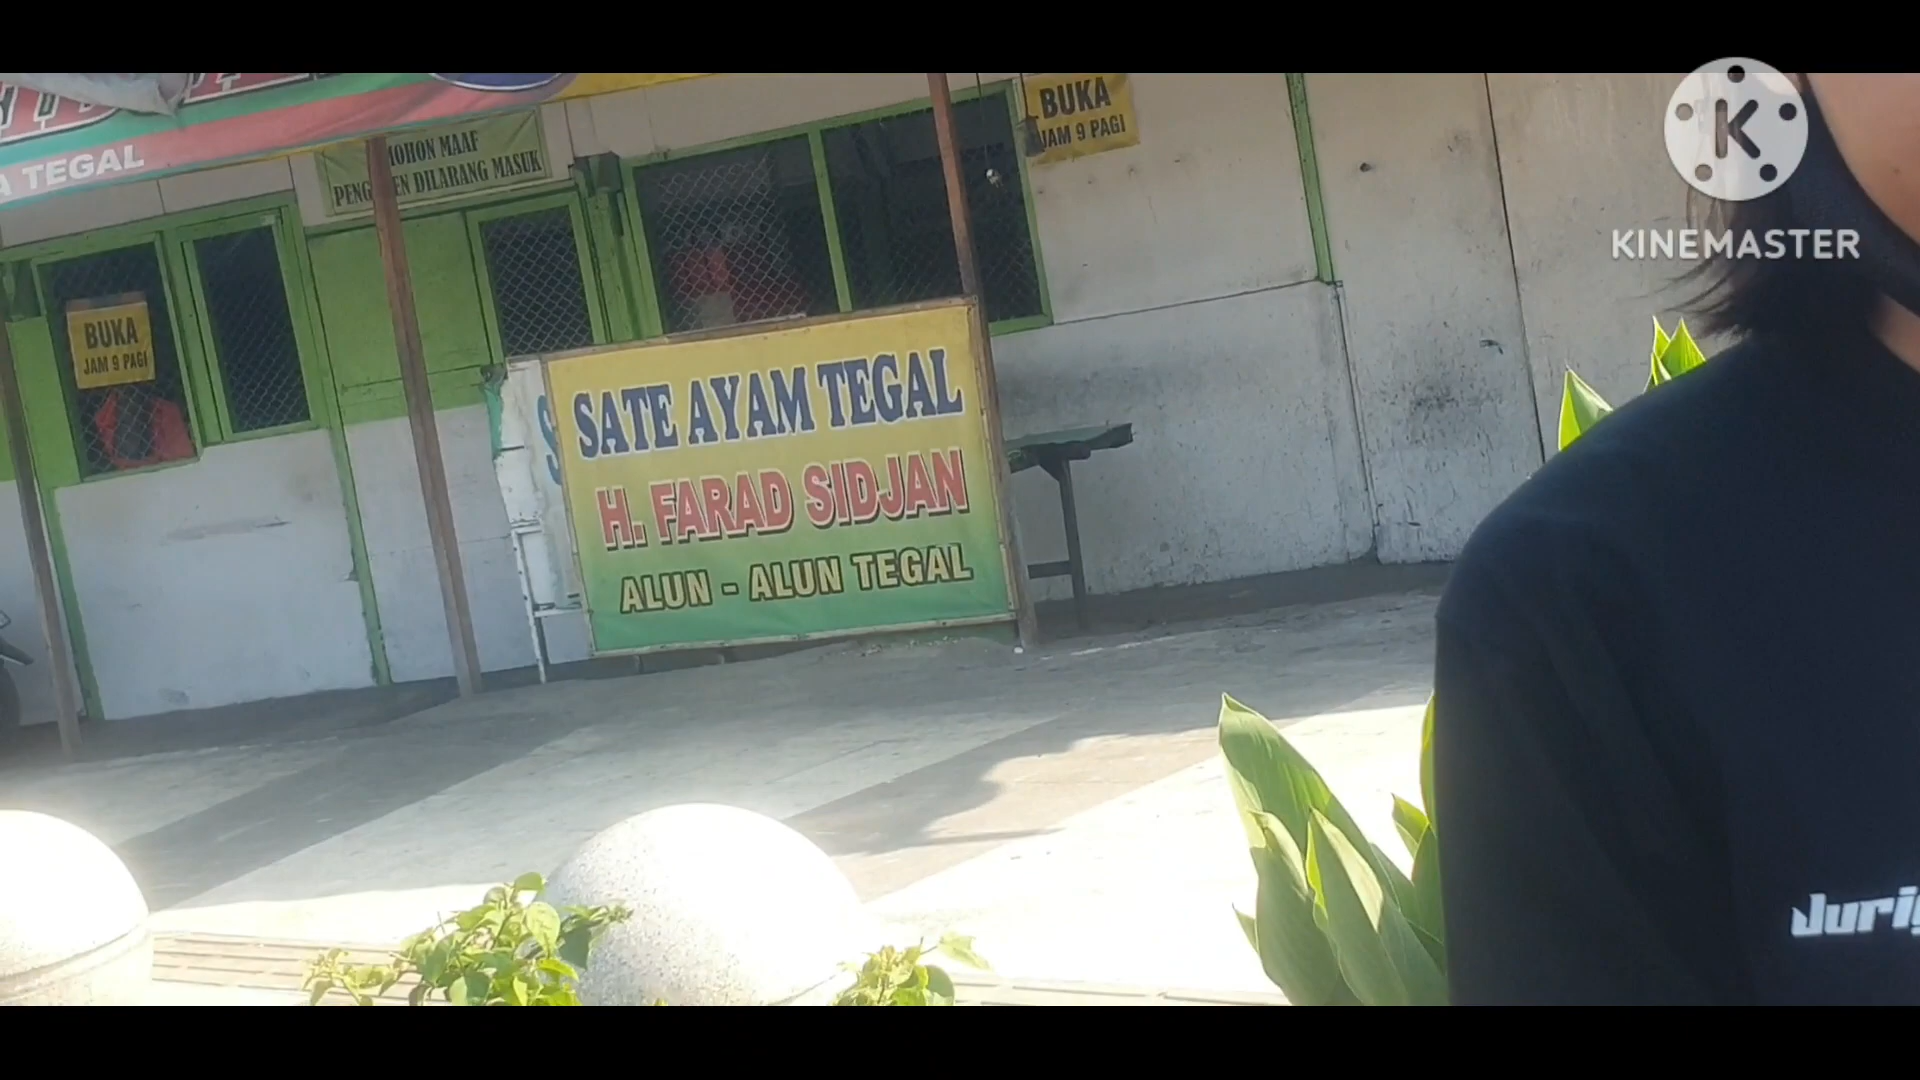 A TEGAL
MOHON MAAF
DILARANG MASUK
BUKA
JAM 9 PAGI
BUKA
JAM 9 PAGI
SATE AYAM TEGAL
H. FARAD SIDJAN
ALUN - ALUN TEGAL
K
KINEMASTER
Jurig